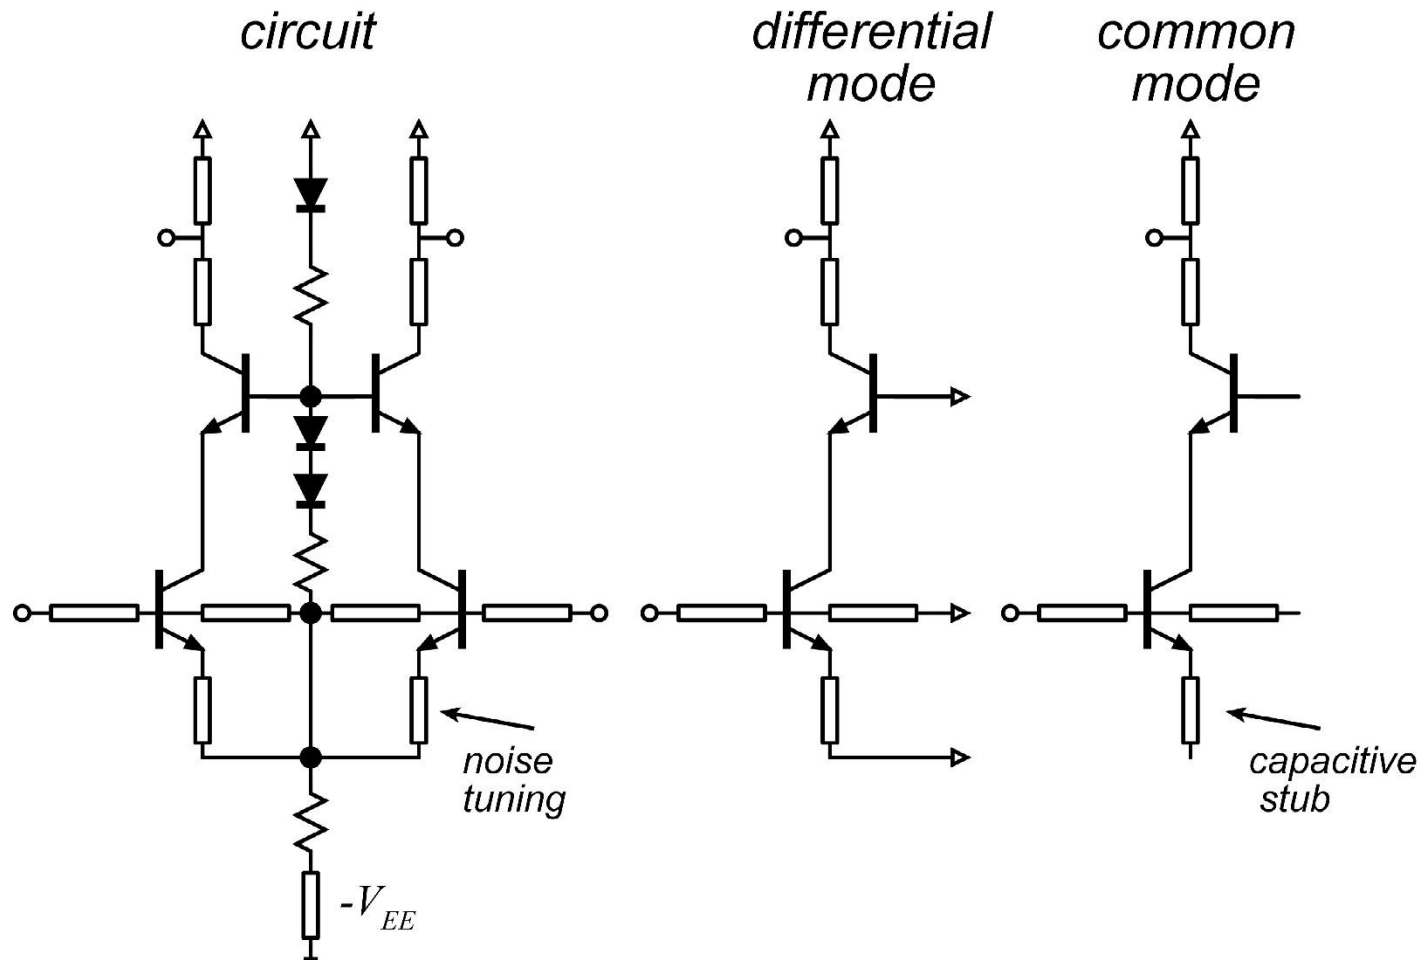 circuit
differential
mode
common
mode
noise
tuning
capacitive
stub
-V_EE